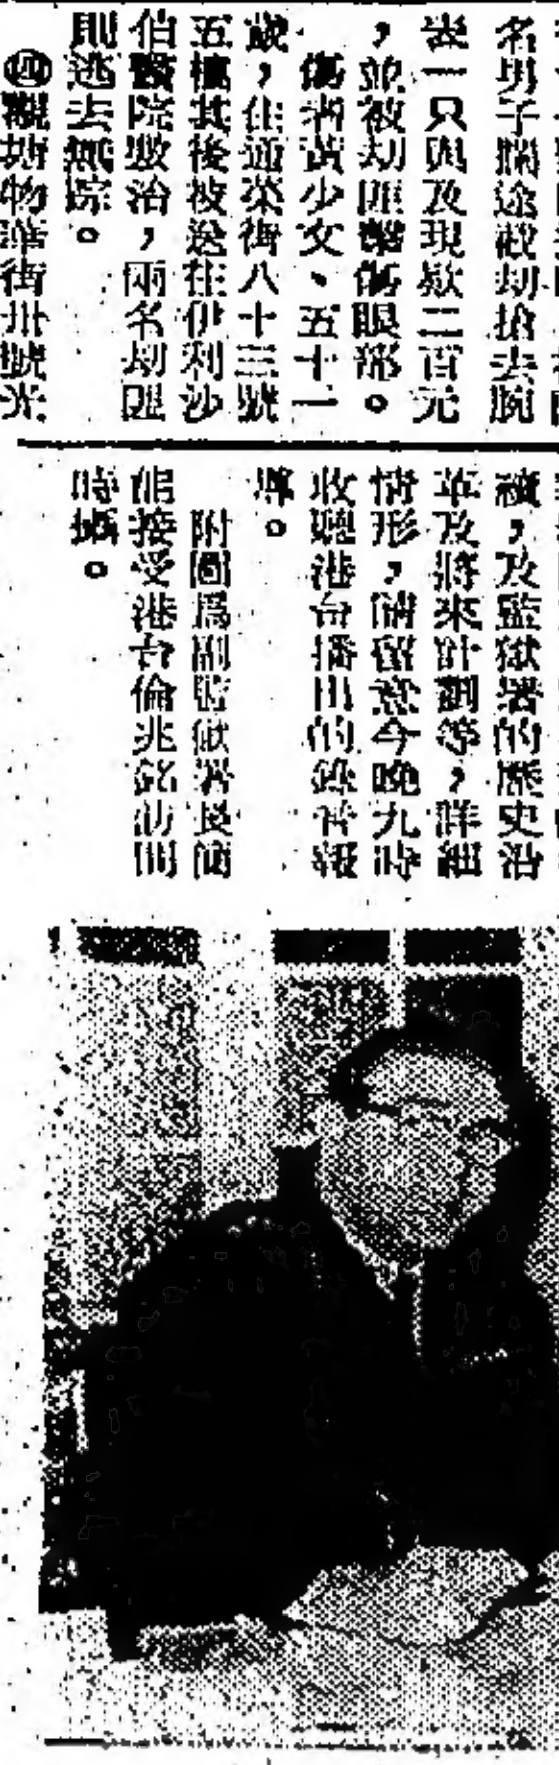 名男子攔途截劫搶去腕
表一只與及現欵二百元
，並被劫匪擊傷眼部。
傷者黃少文、五十一
歲，住通菜街八十三號
五樓其後被送往伊利沙
伯醫院敷治，兩名劫匪
則逃去無踪。
㊃觀塘物華街卅號光
績，及監獄署的歷史沿
革及將來計劃等，詳細
情形，請留意今晚九時
收聽港台播出的錄音報
導。
附圖爲副監獄署長簡
能接受港台倫兆銘訪問
時攝。